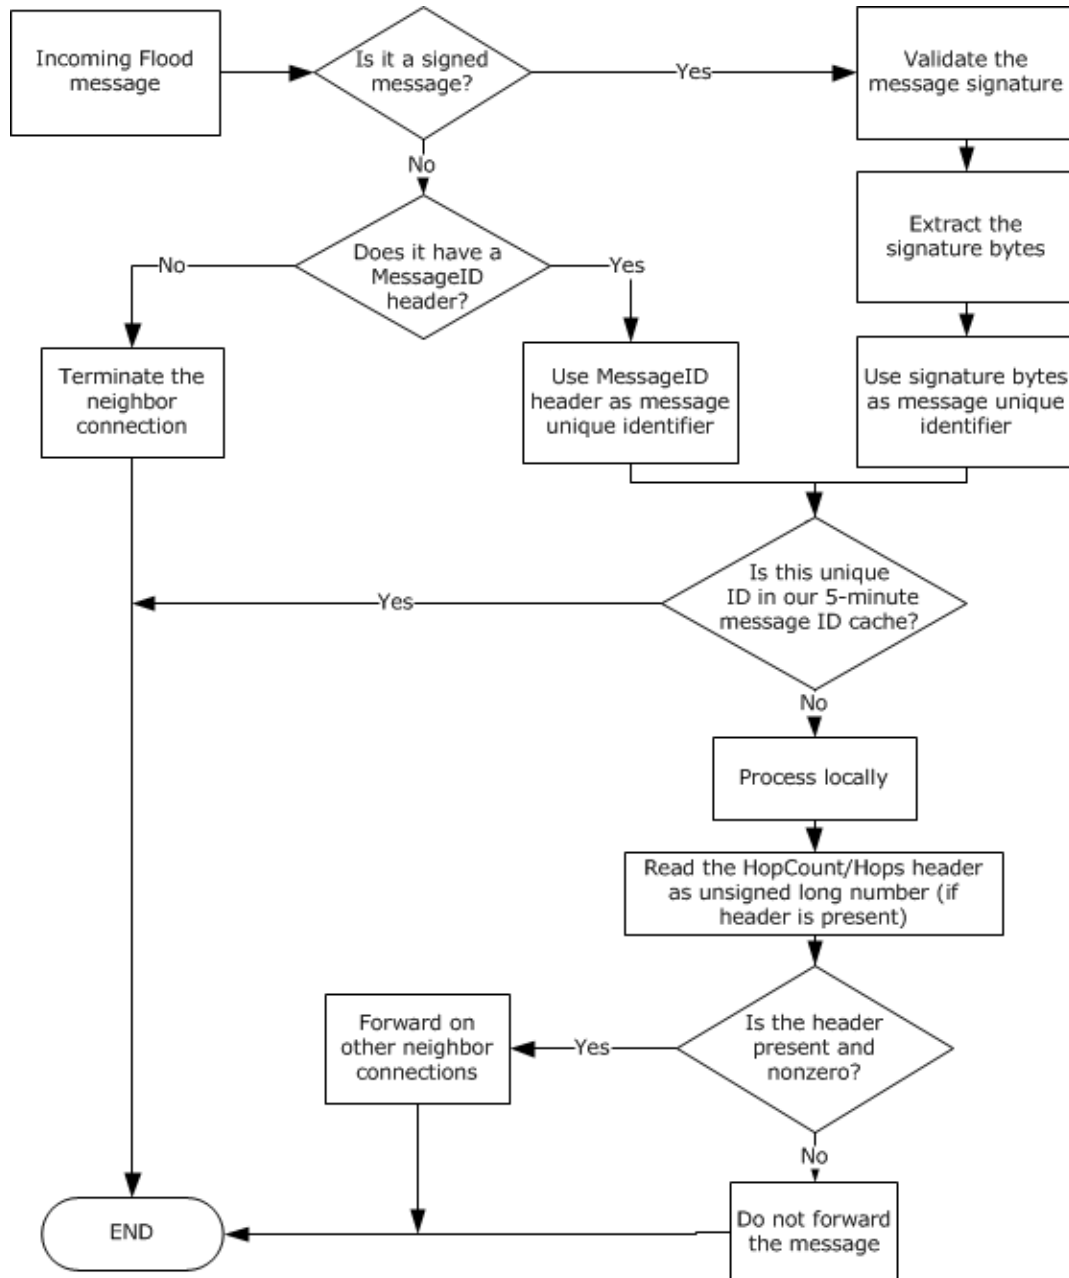 Incoming Flood
message
Is it a signed
message?
Yes
Validate the
message signature
No
Extract the
signature bytes
Does it have a
MessageID
header?
No
Yes
Terminate the
neighbor
connection
Use MessageID
header as message
unique identifier
Use signature bytes
as message unique
identifier
Is this unique
ID in our 5-minute
message ID cache?
Yes
No
Process locally
Read the HopCount/Hops header
as unsigned long number (if
header is present)
Forward on
other neighbor
connections
Yes
Is the header
present and
nonzero?
No
END
Do not forward
the message